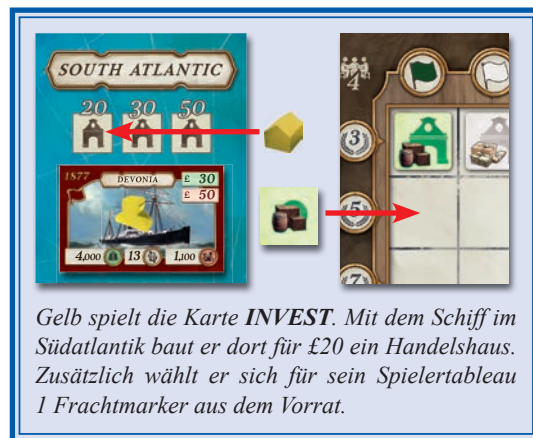 SOUTH ATLANTIC
20 30 50
1877
DEVONIA
£ 30
£ 50
4,000 13 1,100
4
3
5
7
Gelb spielt die Karte INVEST. Mit dem Schiff im
Südatlantik baut er dort für £20 ein Handelshaus.
Zusätzlich wählt er sich für sein Spielertableau
1 Frachtmarker aus dem Vorrat.